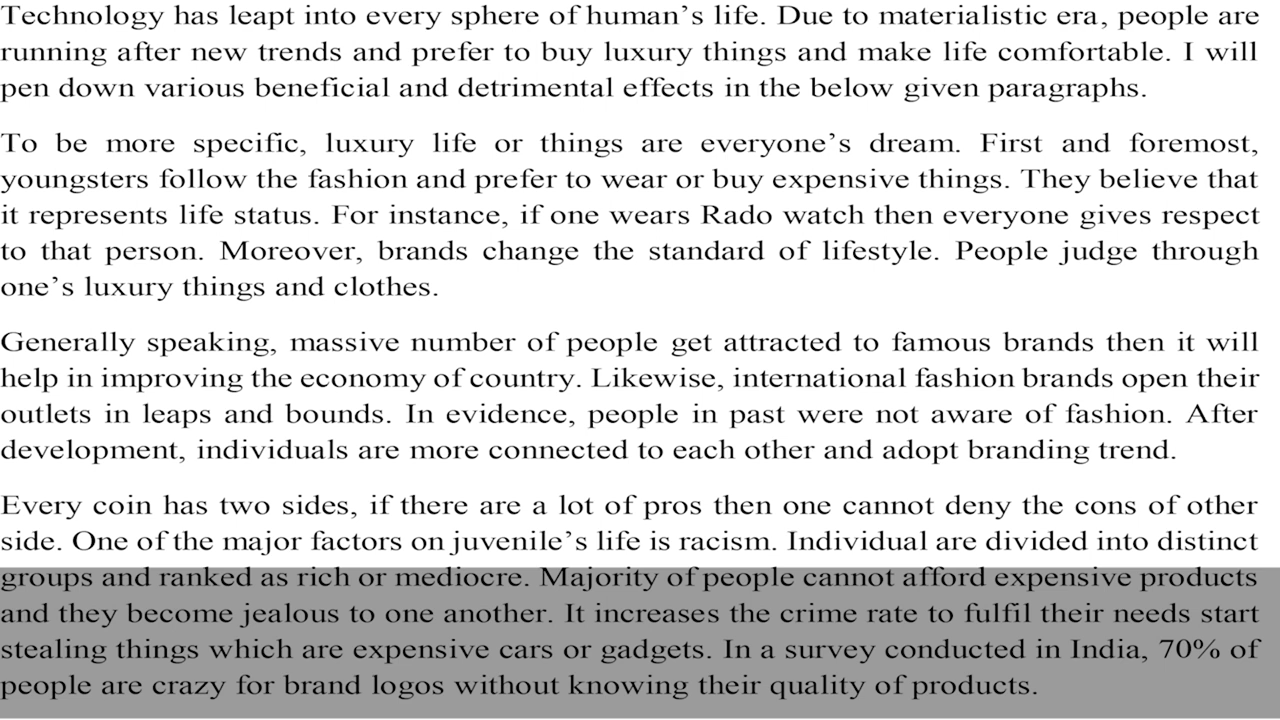 Technology has leapt into every sphere of human's life. Due to materialistic era, people are
running after new trends and prefer to buy luxury things and make life comfortable. I will
pen down various beneficial and detrimental effects in the below given paragraphs.
To be more specific, luxury life or things are everyone's dream. First and foremost,
youngsters follow the fashion and prefer to wear or buy expensive things. They believe that
it represents life status. For instance, if one wears Rado watch then everyone gives respect
to that person. Moreover, brands change the standard of lifestyle. People judge through
one's luxury things and clothes.
Generally speaking, massive number of people get attracted to famous brands then it will
help in improving the economy of country. Likewise, international fashion brands open their
outlets in leaps and bounds. In evidence, people in past were not aware of fashion. After
development, individuals are more connected to each other and adopt branding trend.
Every coin has two sides, if there are a lot of pros then one cannot deny the cons of other
side. One of the major factors on juvenile's life is racism. Individual are divided into distinct
groups and ranked as rich or mediocre. Majority of people cannot afford expensive products
and they become jealous to one another. It increases the crime rate to fulfil their needs start
stealing things which are expensive cars or gadgets. In a survey conducted in India, 70% of
people are crazy for brand logos without knowing their quality of products.